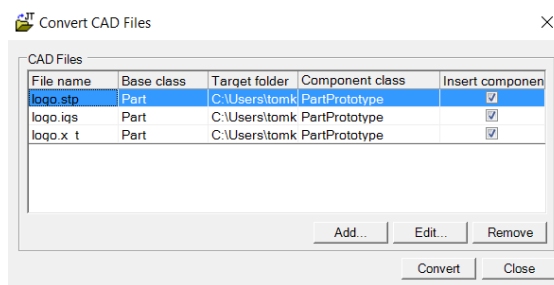 JT
Convert CAD Files
CAD Files
File name Base class Target folder Component class Insert componen
logo.stp Part C:\Users\tomk PartPrototype
logo.igs Part C:\Users\tomk PartPrototype
logo.x_t Part C:\Users\tomk PartPrototype
Add... Edit... Remove
Convert Close